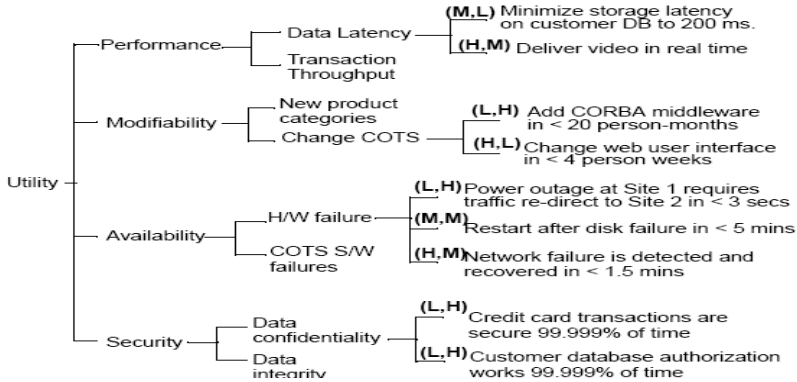 Utility
Performance
Data Latency
(M,L) Minimize storage latency
on customer DB to 200 ms.
(H,M) Deliver video in real time
Transaction
Throughput
Modifiability
New product
categories
Change COTS
(L,H) Add CORBA middleware
in < 20 person-months
(H,L) Change web user interface
in < 4 person weeks
Availability
H/W failure
(L,H) Power outage at Site 1 requires
traffic re-direct to Site 2 in < 3 secs
(M,M) Restart after disk failure in < 5 mins
(H,M) Network failure is detected and
recovered in < 1.5 mins
COTS S/W
failures
Security
Data
confidentiality
(L,H) Credit card transactions are
secure 99.999% of time
(L,H) Customer database authorization
works 99.999% of time
Data
integrity